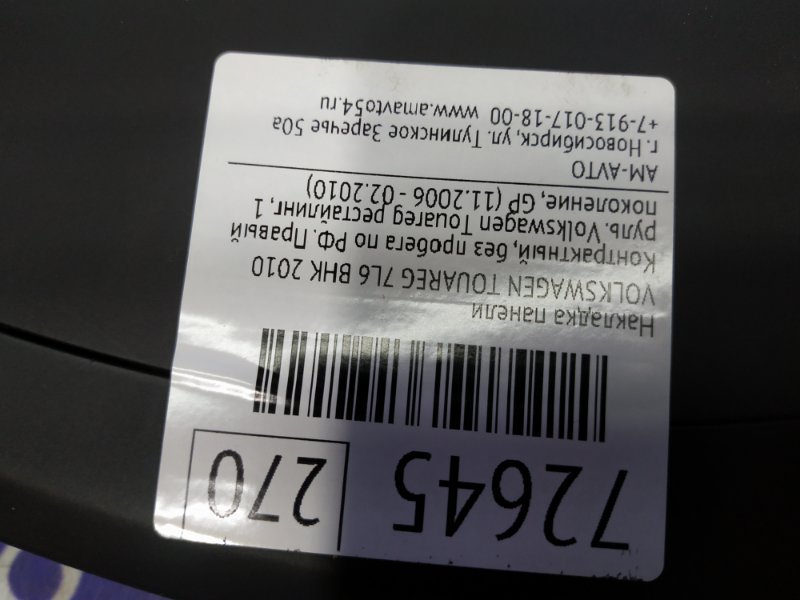 72645
270
Накладка панели
VOLKSWAGEN TOUAREG 7L6 BHK 2010
Контрактный, без пробега по РФ. Правый
руль. Volkswagen Touareg рестайлинг, 1
поколение, GP (11.2006 - 02.2010)
AM-AVTO
г. Новосибирск, ул. Тулинское Заречье 50а
+7-913-017-18-00 www.amavto54.ru